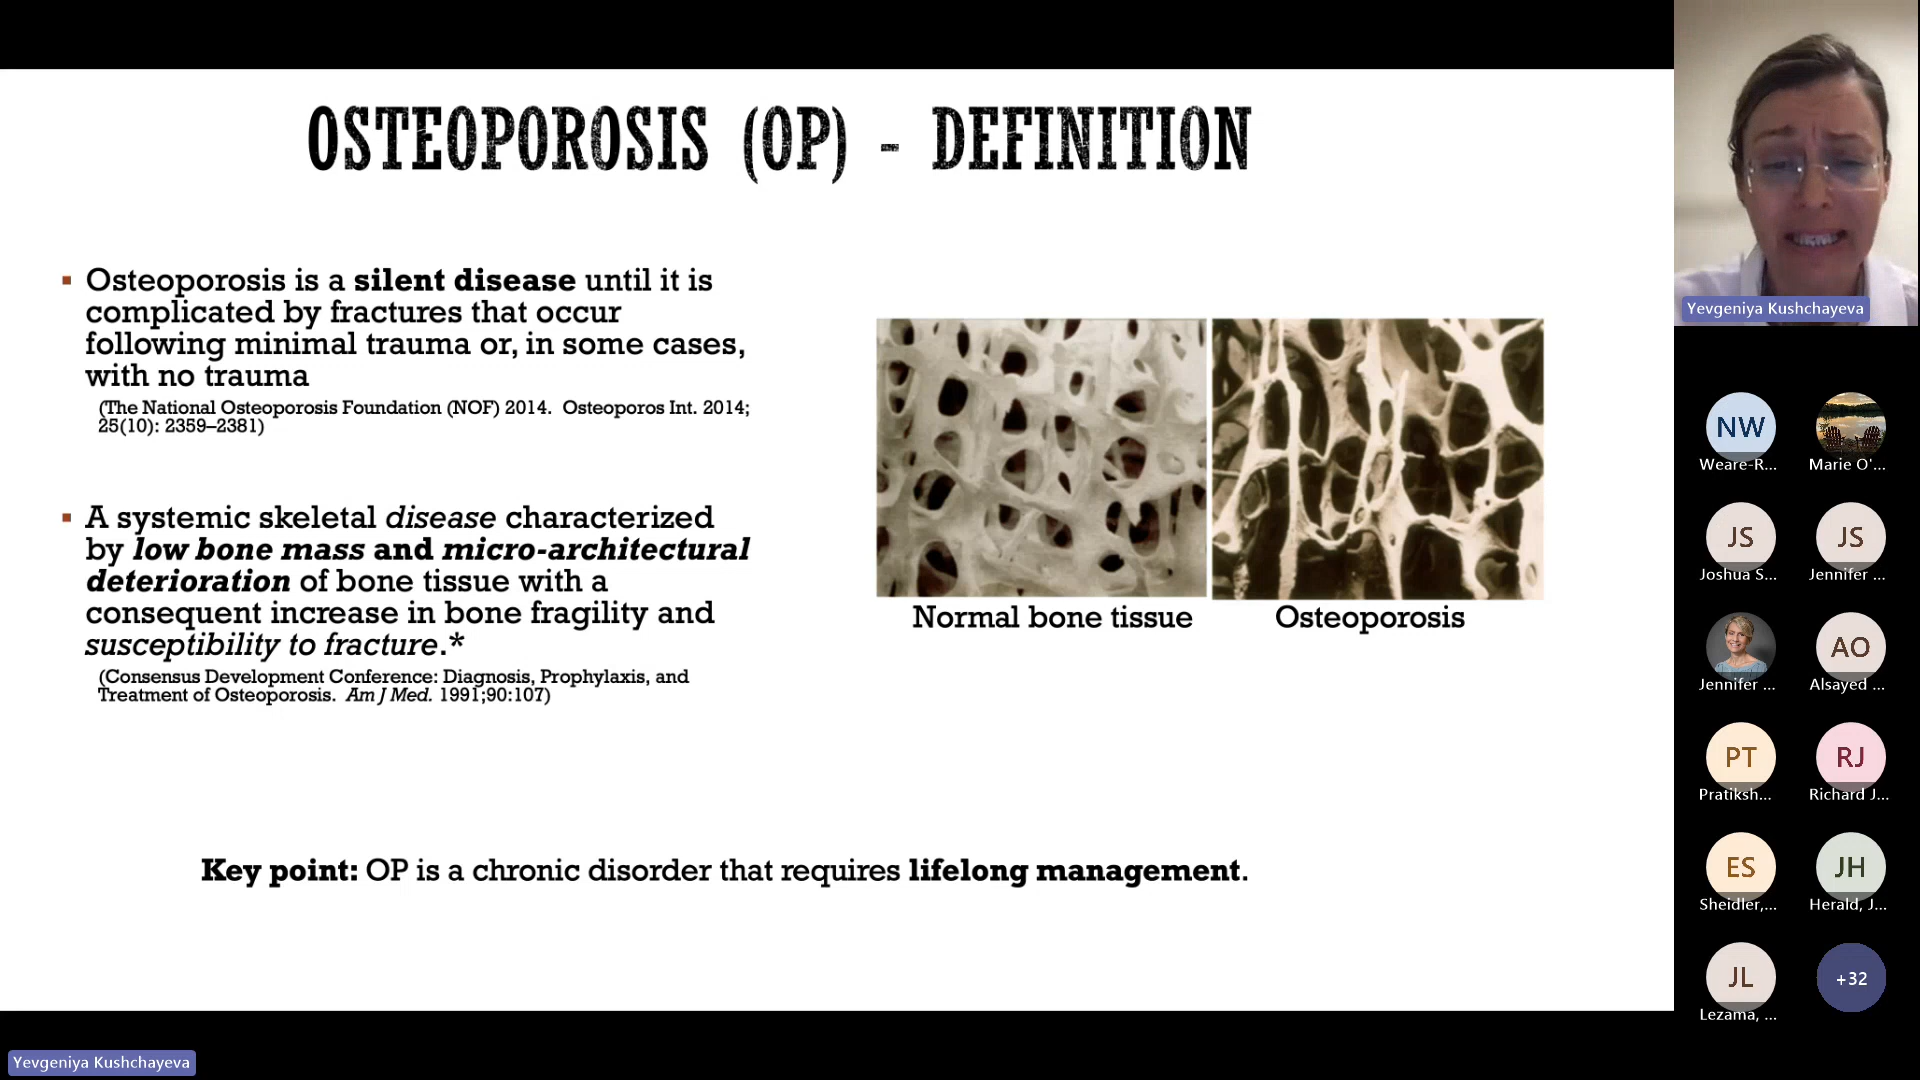 OSTEOPOROSIS (OP) - DEFINITION
Osteoporosis is a silent disease until it is
complicated by fractures that occur
following minimal trauma or, in some cases,
with no trauma
(The National Osteoporosis Foundation (NOF) 2014. Osteoporos Int. 2014;
25(10): 2359–2381)
A systemic skeletal disease characterized
by low bone mass and micro-architectural
deterioration of bone tissue with a
consequent increase in bone fragility and
susceptibility to fracture.*
(Consensus Development Conference: Diagnosis, Prophylaxis, and
Treatment of Osteoporosis. Am J Med. 1991;90:107)
Normal bone tissue
Osteoporosis
Key point: OP is a chronic disorder that requires lifelong management.
Yevgeniya Kushchayeva
NW
Weare-R...
Marie O'...
JS
Joshua S...
JS
Jennifer ...
Jennifer ...
AO
Alsayed ...
PT
Pratiksh...
RJ
Richard J...
ES
Sheidler,...
JH
Herald, J...
JL
Lezama, ...
+32
Yevgeniya Kushchayeva